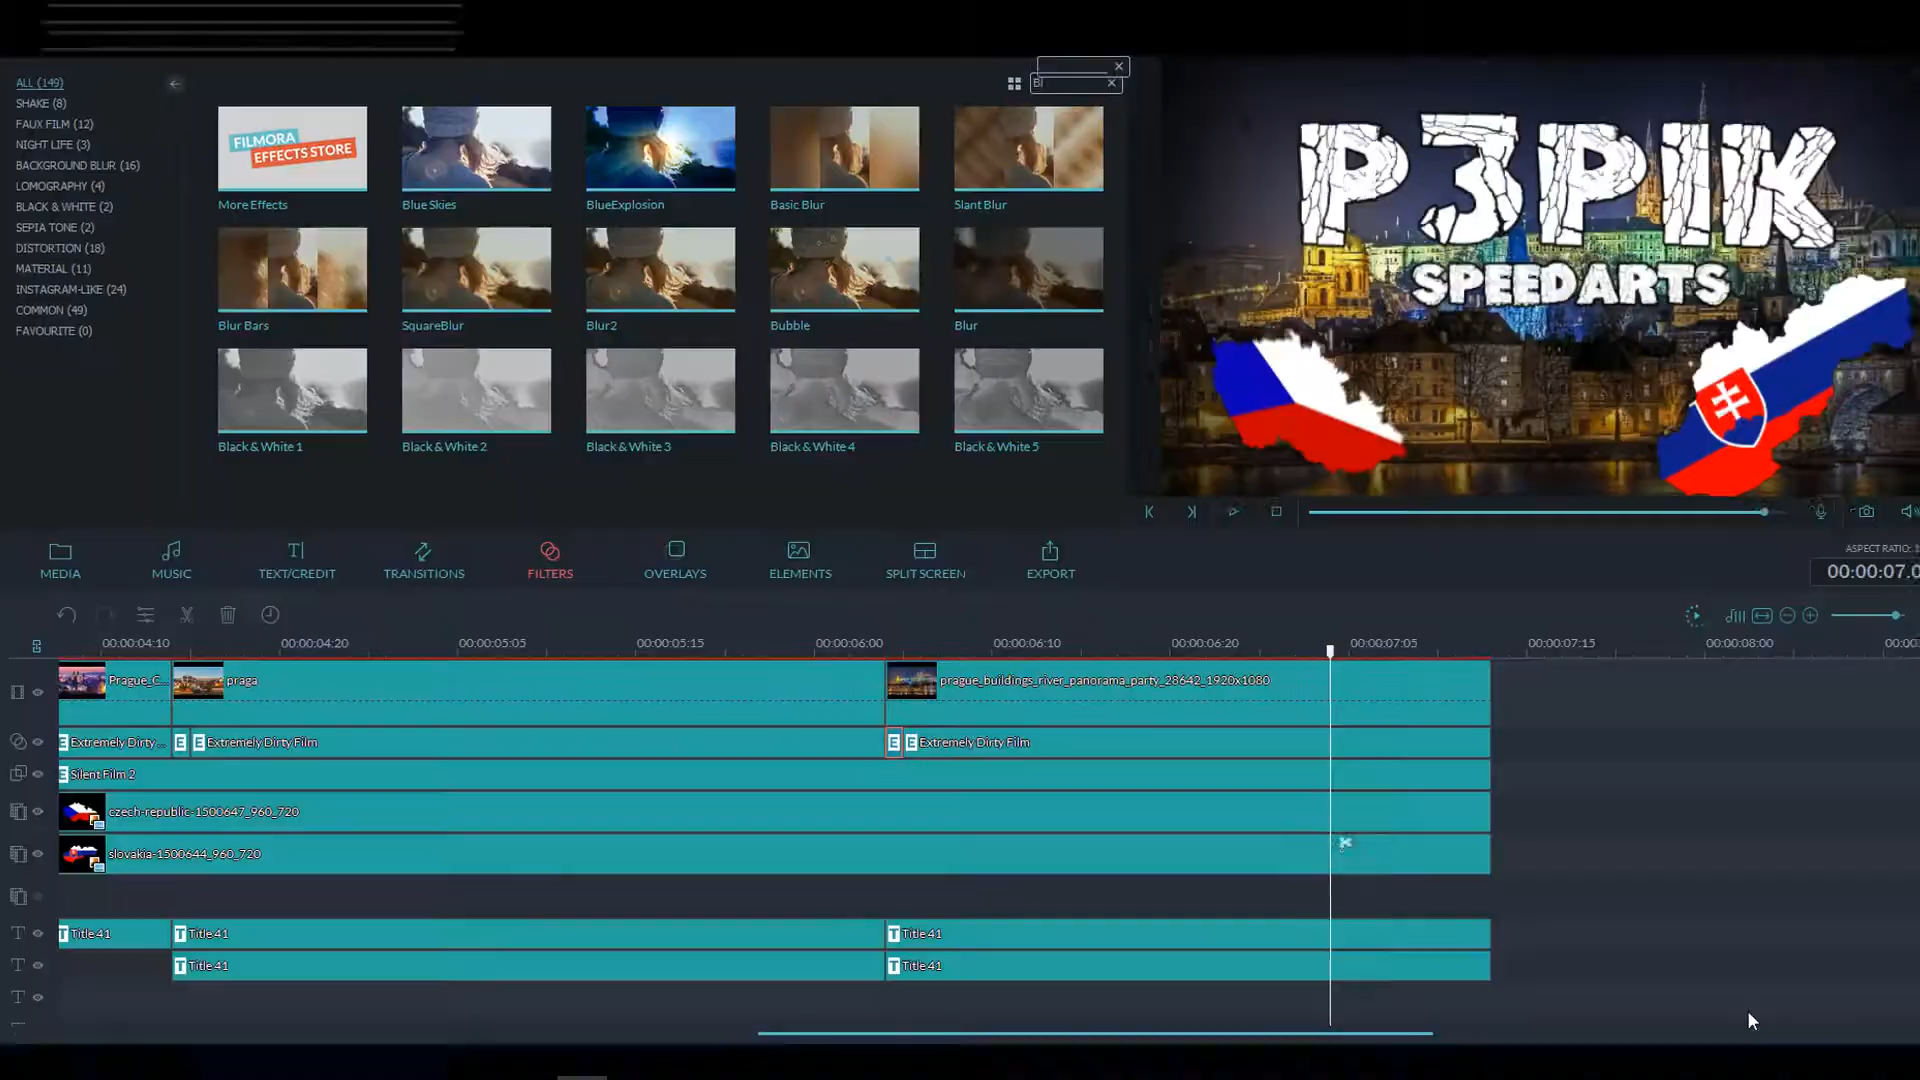 ALL (149)
SHAKE (8)
FAUX FILM (12)
NIGHT LIFE (3)
BACKGROUND BLUR (16)
LOMOGRAPHY (4)
BLACK & WHITE (2)
SEPIA TONE (2)
DISTORTION (18)
MATERIAL (11)
INSTAGRAM-LIKE (24)
COMMON (49)
FAVOURITE (0)
Bl
FILMORA
EFFECTS STORE
More Effects
Blue Skies
BlueExplosion
Basic Blur
Slant Blur
Blur Bars
SquareBlur
Blur2
Bubble
Blur
Black & White 1
Black & White 2
Black & White 3
Black & White 4
Black & White 5
P3PIK
SPEEDARTS
MEDIA
MUSIC
TEXT/CREDIT
TRANSITIONS
FILTERS
OVERLAYS
ELEMENTS
SPLIT SCREEN
EXPORT
ASPECT RATIO:
00:00:07.0
00:00:04:10
00:00:04:20
00:00:05:05
00:00:05:15
00:00:06:00
00:00:06:10
00:00:06:20
00:00:07:05
00:00:07:15
00:00:08:00
00:00:
Prague_C...
praga
prague_buildings_river_panorama_party_28642_1920x1080
E Extremely Dirty ...
E
E Extremely Dirty Film
E
E Extremely Dirty Film
E Silent Film 2
czech-republic-1500647_960_720
slovakia-1500644_960_720
T Title 41
T Title 41
T Title 41
T Title 41
T Title 41